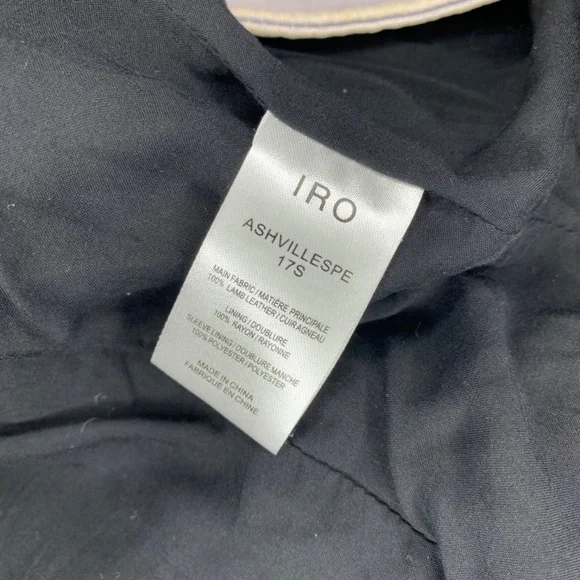 IRO
ASHVILLESPE
17S
MAIN FABRIC / MATIÈRE PRINCIPALE
100% LAMB LEATHER / CUIR AGNEAU
LINING / DOUBLURE
100% RAYON / RAYONNE
SLEEVE LINING / DOUBLURE MANCHE
100% POLYESTER / POLYESTER
MADE IN CHINA
FABRIQUE EN CHINE